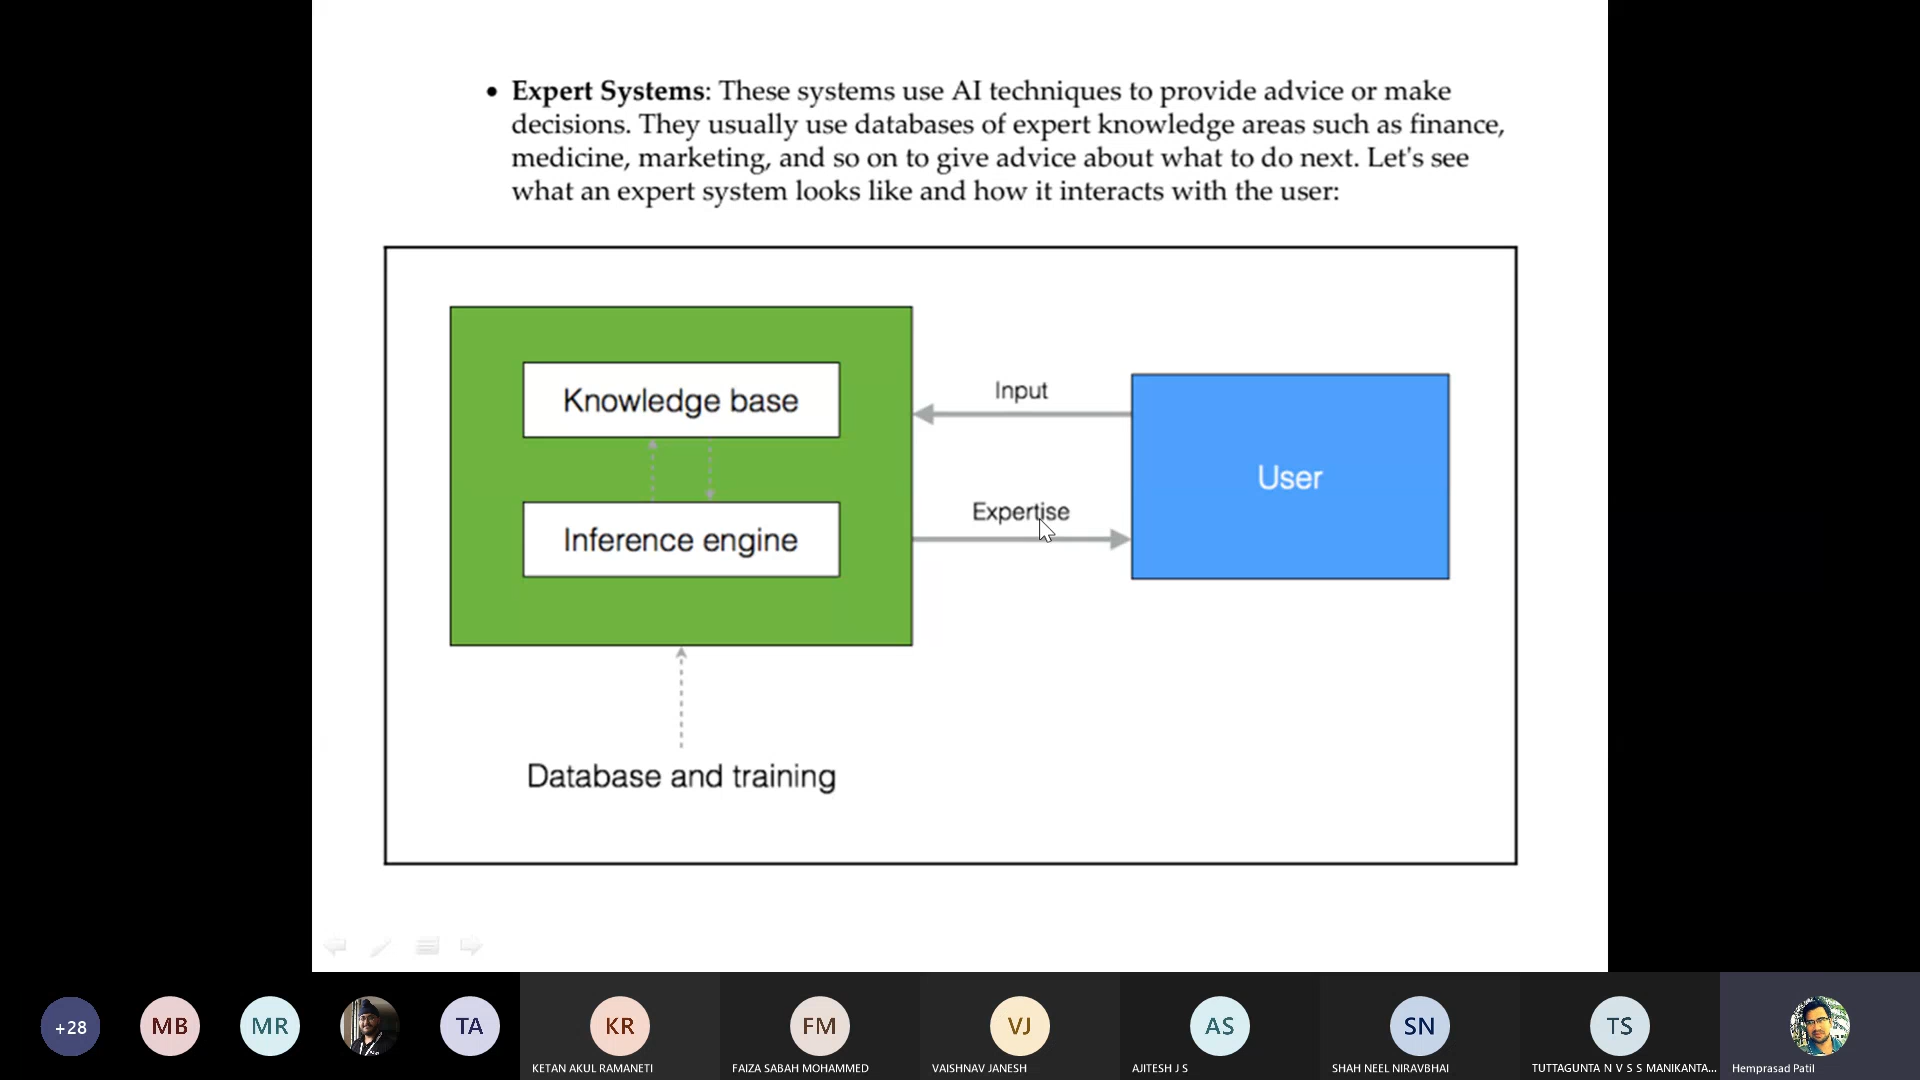 • Expert Systems: These systems use AI techniques to provide advice or make
decisions. They usually use databases of expert knowledge areas such as finance,
medicine, marketing, and so on to give advice about what to do next. Let's see
what an expert system looks like and how it interacts with the user:
Knowledge base
Input
User
Expertise
Inference engine
Database and training
+28
MB
MR
TA
KR
FM
VJ
AS
SN
TS
KETAN AKUL RAMANETI
FAIZA SABAH MOHAMMED
VAISHNAV JANESH
AJITESH J S
SHAH NEEL NIRAVBHAI
TUTTAGUNTA N V S S MANIKANTA...
Hemprasad Patil